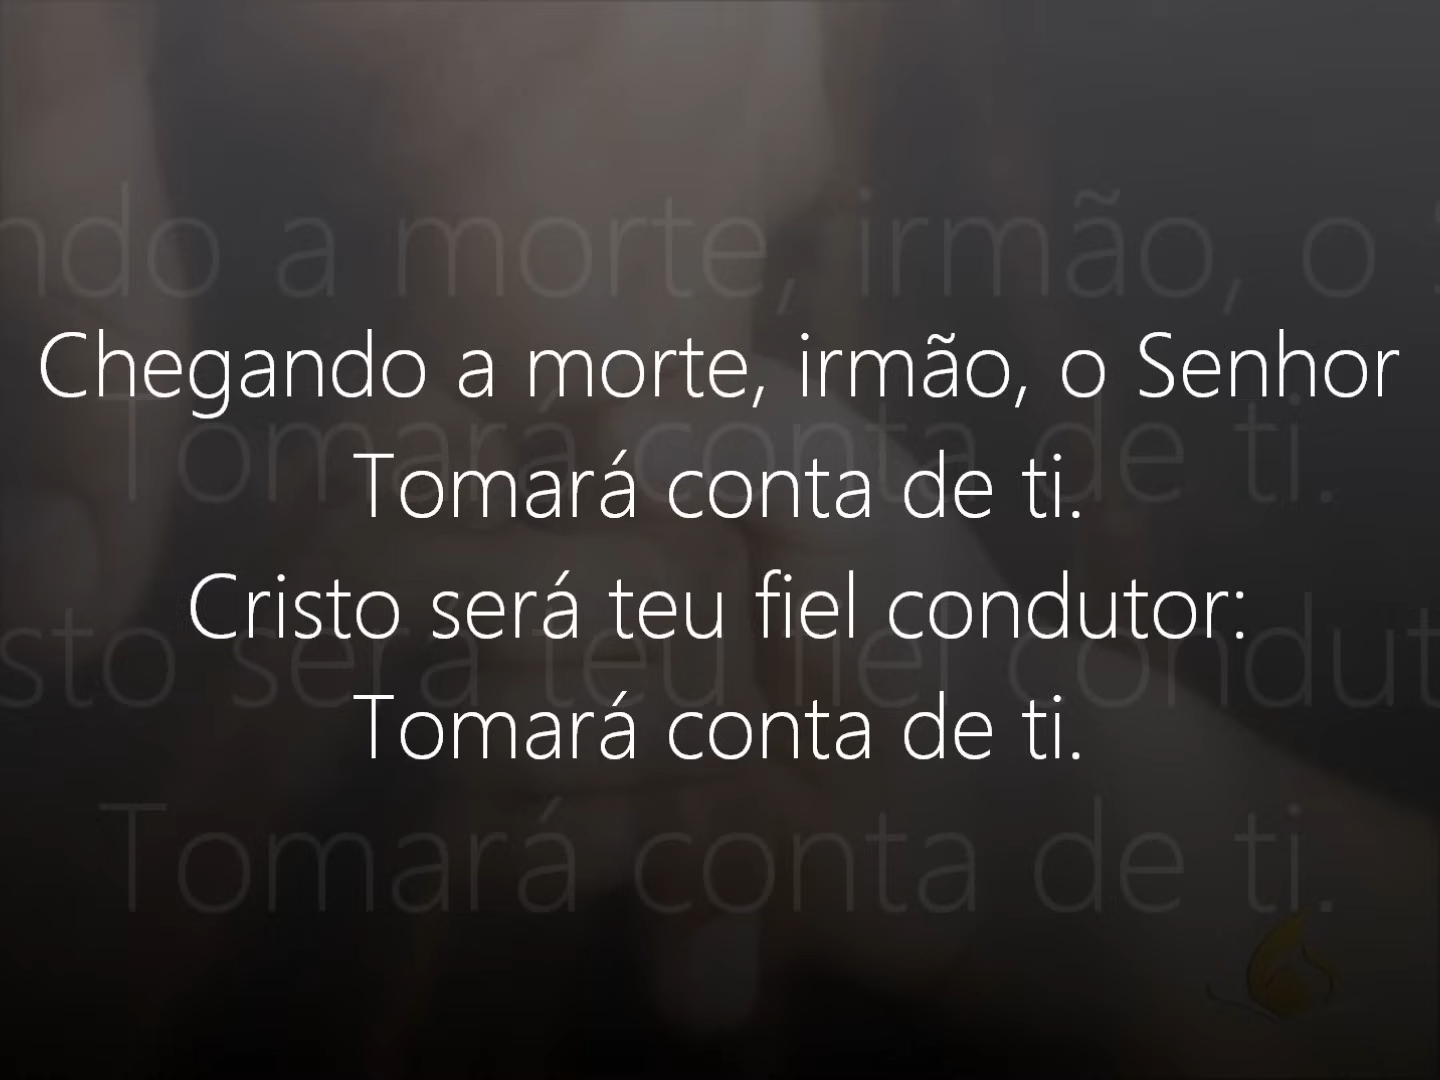 Chegando a morte, irmão, o Senhor
Tomará conta de ti.
Cristo será teu fiel condutor:
Tomará conta de ti.